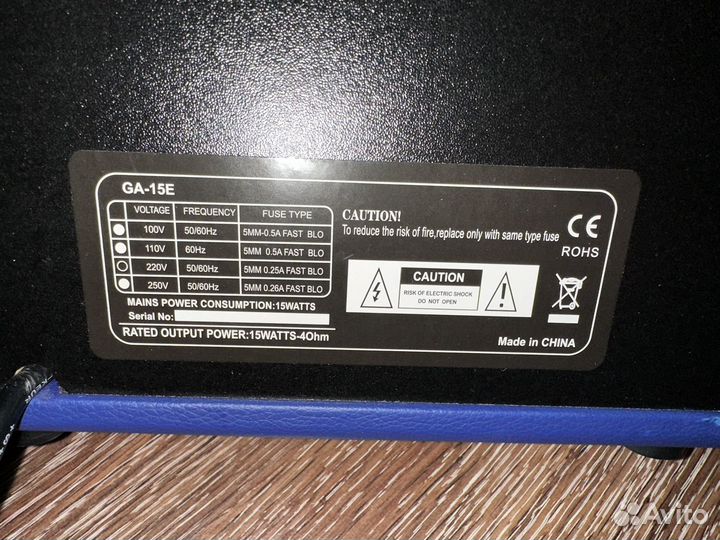 GA-15E
VOLTAGE FREQUENCY FUSE TYPE
100V 50/60Hz 5MM-0.5A FAST BLO
110V 60Hz 5MM 0.5A FAST BLO
220V 50/60Hz 5MM 0.25A FAST BLO
250V 50/60Hz 5MM 0.26A FAST BLO
MAINS POWER CONSUMPTION:15WATTS
Serial No:
RATED OUTPUT POWER:15WATTS-4Ohm
CAUTION!
To reduce the risk of fire,replace only with same type fuse
CAUTION
RISK OF ELECTRIC SHOCK
DO NOT OPEN
CE
ROHS
Made in CHINA
Avito